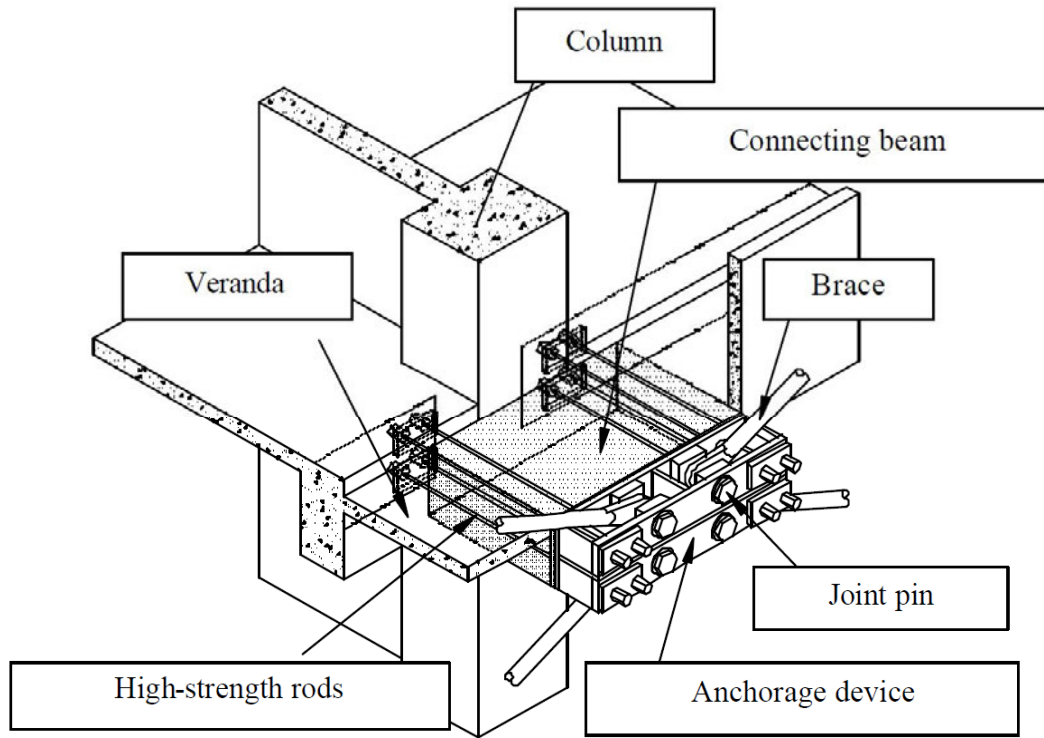 Column
Connecting beam
Veranda
Brace
Joint pin
High-strength rods
Anchorage device